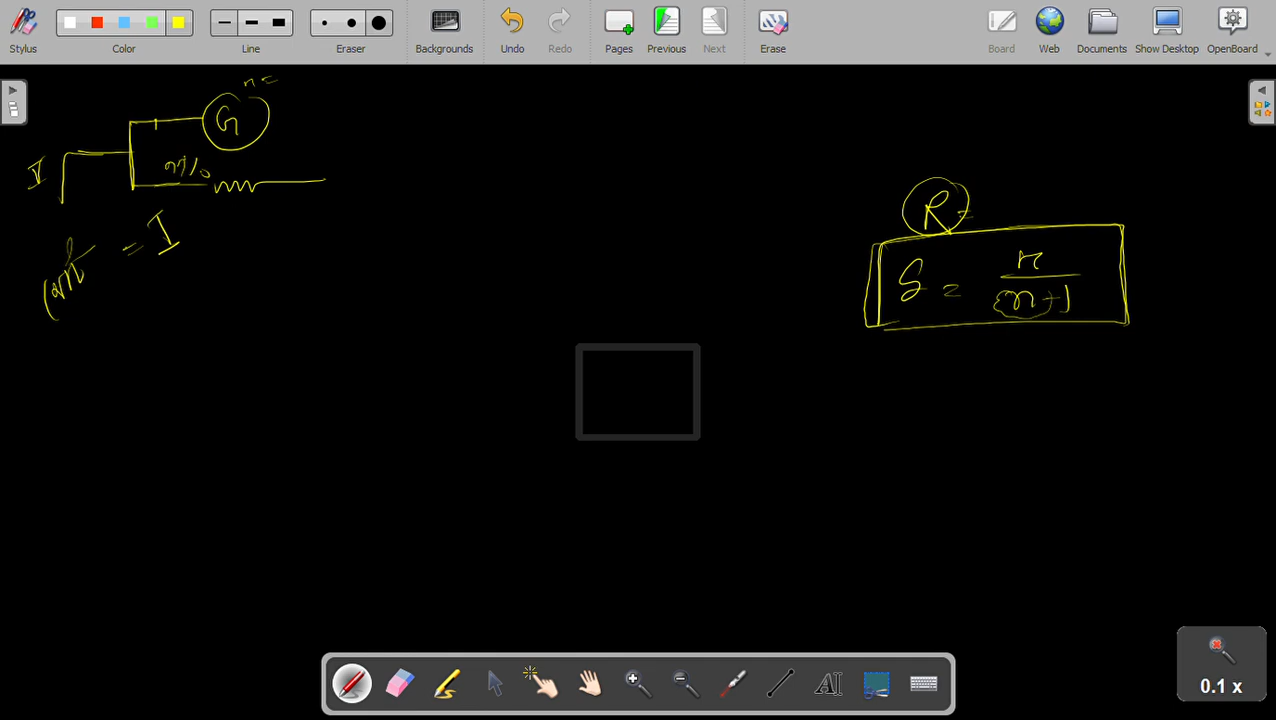 Stylus
Color
Line
Eraser
Backgrounds
Undo
Redo
Pages
Previous
Next
Erase
Board
Web
Documents
Show Desktop
OpenBoard
n =
G
I
n%
= I
R =
S = r / (n+1
0.1 x